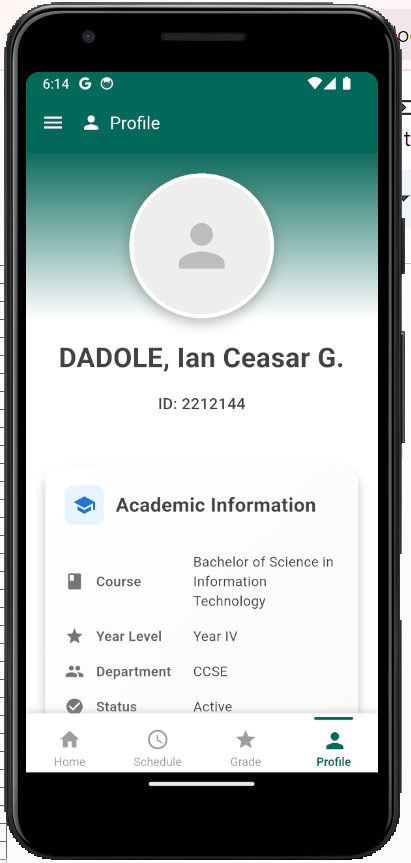 6:14
Profile
DADOLE, Ian Ceasar G.
ID: 2212144
Academic Information
Course
Bachelor of Science in
Information
Technology
Year Level Year IV
Department CCSE
Status Active
Home Schedule Grade Profile